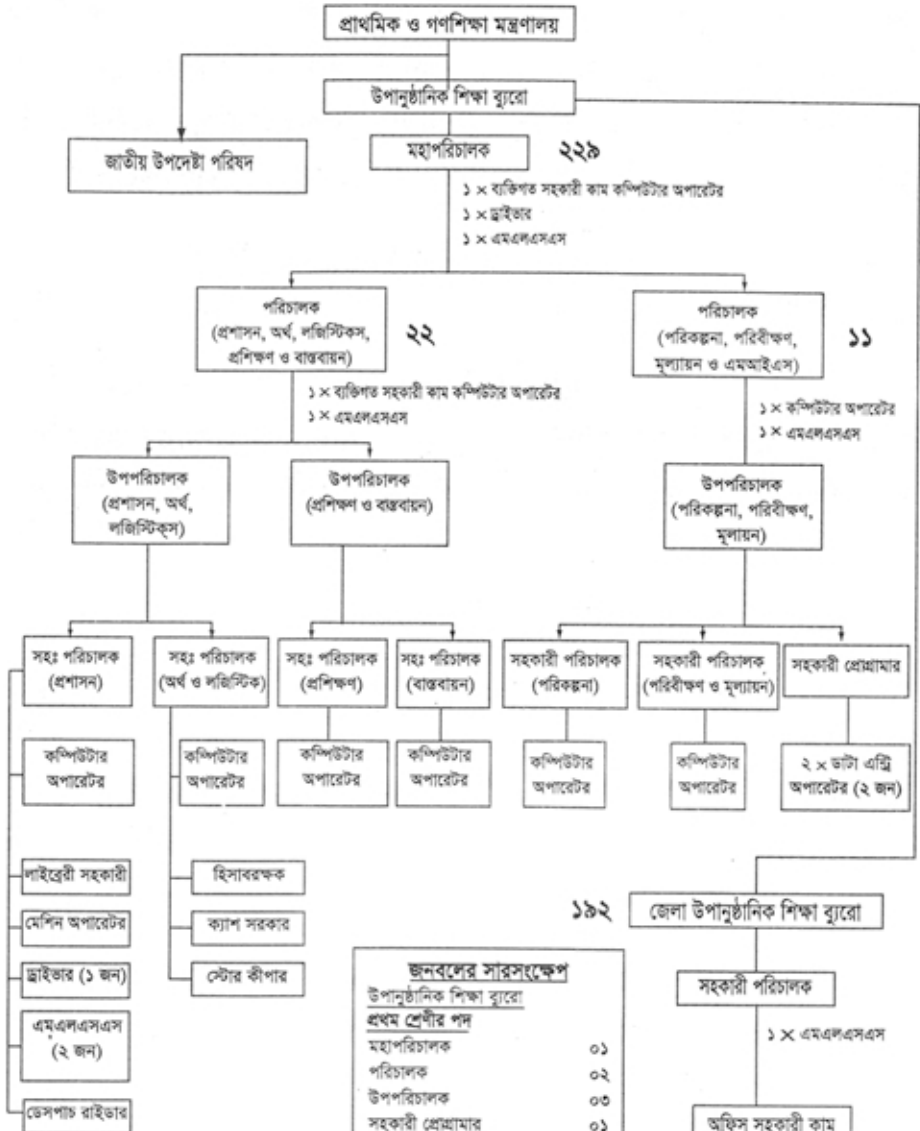 প্রাথমিক ও গণশিক্ষা মন্ত্রণালয়
উপানুষ্ঠানিক শিক্ষা ব্যুরো
জাতীয় উপদেষ্টা পরিষদ
মহাপরিচালক
২২৯
১ × ব্যক্তিগত সহকারী কাম কম্পিউটার অপারেটর
১ × ড্রাইভার
১ × এমএলএসএস
পরিচালক
(প্রশাসন, অর্থ, লজিস্টিকস,
প্রশিক্ষণ ও বাস্তবায়ন)
২২
পরিচালক
(পরিকল্পনা, পরিবীক্ষণ,
মূল্যায়ন ও এমআইএস)
১১
১ × ব্যক্তিগত সহকারী কাম কম্পিউটার অপারেটর
১ × এমএলএসএস
১ × কম্পিউটার অপারেটর
১ × এমএলএসএস
উপপরিচালক
(প্রশাসন, অর্থ,
লজিস্টিক্স)
উপপরিচালক
(প্রশিক্ষণ ও বাস্তবায়ন)
উপপরিচালক
(পরিকল্পনা, পরিবীক্ষণ,
মূলায়ন)
সহঃ পরিচালক
(প্রশাসন)
সহঃ পরিচালক
(অর্থ ও লজিস্টিক)
সহঃ পরিচালক
(প্রশিক্ষণ)
সহঃ পরিচালক
(বাস্তবায়ন)
সহকারী পরিচালক
(পরিকল্পনা)
সহকারী পরিচালক
(পরিবীক্ষণ ও মূল্যায়ন)
সহকারী প্রোগ্রামার
কম্পিউটার
অপারেটর
কম্পিউটার
অপারেটর
কম্পিউটার
অপারেটর
কম্পিউটার
অপারেটর
কম্পিউটার
অপারেটর
কম্পিউটার
অপারেটর
২ × ডাটা এন্ট্রি
অপারেটর (২ জন)
লাইব্রেরী সহকারী
মেশিন অপারেটর
ড্রাইভার (১ জন)
এমএলএসএস
(২ জন)
ডেসপাচ রাইডার
হিসাবরক্ষক
ক্যাশ সরকার
স্টোর কীপার
জনবলের সারসংক্ষেপ
উপানুষ্ঠানিক শিক্ষা ব্যুরো
প্রথম শ্রেণীর পদ
মহাপরিচালক ০১
পরিচালক ০২
উপপরিচালক ০৩
সহকারী প্রোগ্রামার ০১
১৯২
জেলা উপানুষ্ঠানিক শিক্ষা ব্যুরো
সহকারী পরিচালক
১ × এমএলএসএস
অফিস সহকারী কাম